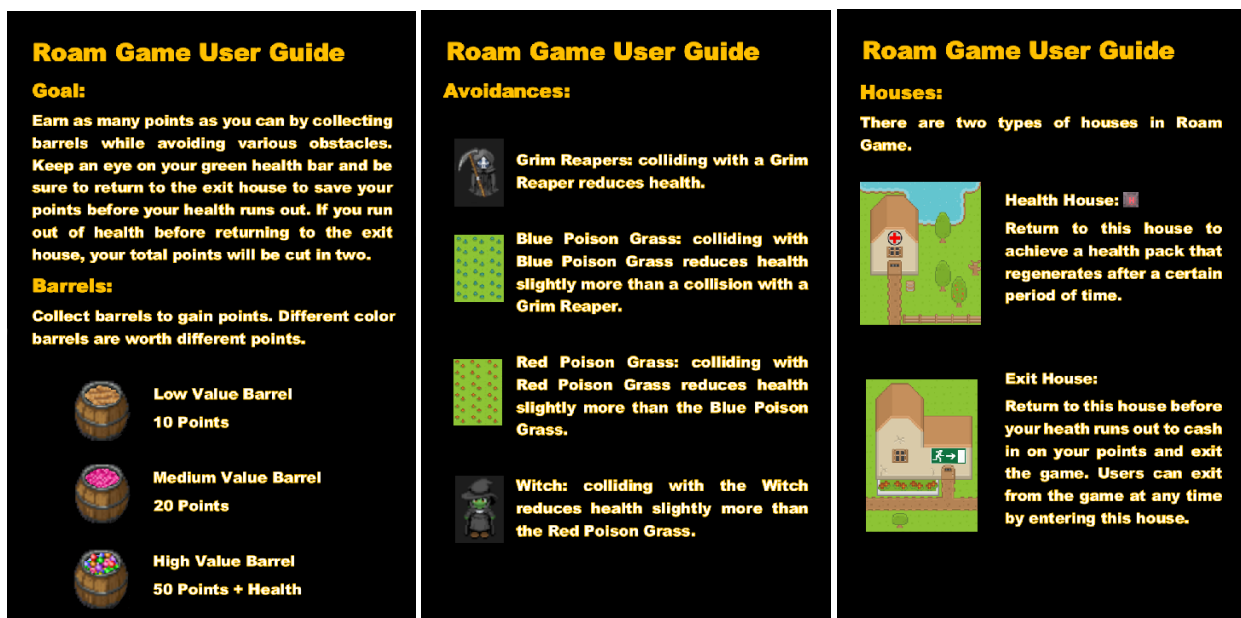 Roam Game User Guide
Goal:
Earn as many points as you can by collecting
barrels while avoiding various obstacles.
Keep an eye on your green health bar and be
sure to return to the exit house to save your
points before your health runs out. If you run
out of health before returning to the exit
house, your total points will be cut in two.
Barrels:
Collect barrels to gain points. Different color
barrels are worth different points.
Low Value Barrel
10 Points
Medium Value Barrel
20 Points
High Value Barrel
50 Points + Health
Roam Game User Guide
Avoidances:
Grim Reapers: colliding with a Grim
Reaper reduces health.
Blue Poison Grass: colliding with
Blue Poison Grass reduces health
slightly more than a collision with a
Grim Reaper.
Red Poison Grass: colliding with
Red Poison Grass reduces health
slightly more than the Blue Poison
Grass.
Witch: colliding with the Witch
reduces health slightly more than
the Red Poison Grass.
Roam Game User Guide
Houses:
There are two types of houses in Roam
Game.
Health House:
Return to this house to
achieve a health pack that
regenerates after a certain
period of time.
Exit House:
Return to this house before
your heath runs out to cash
in on your points and exit
the game. Users can exit
from the game at any time
by entering this house.